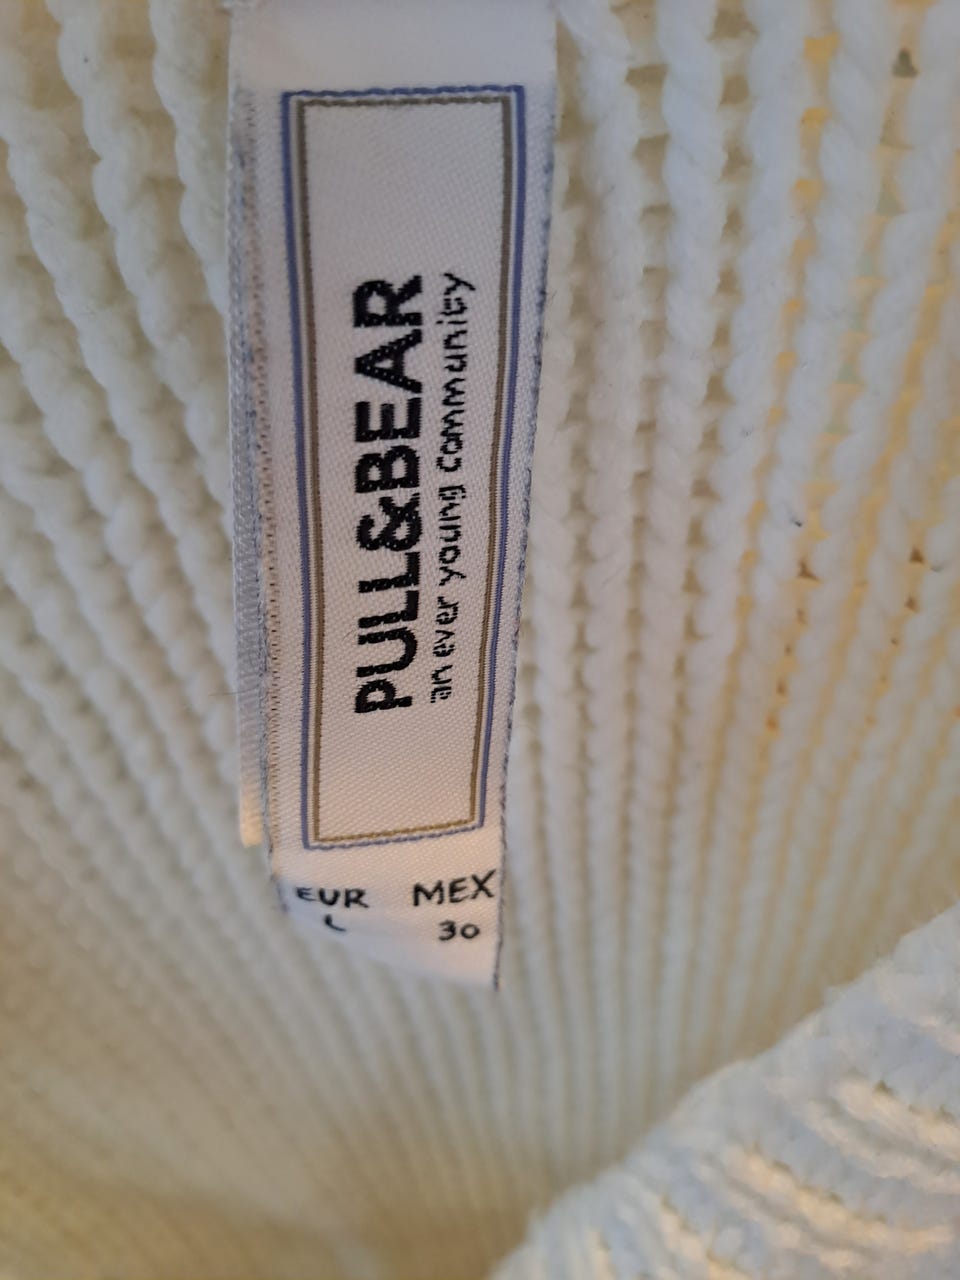 PULL&BEAR
an ever young community
EUR MEX
L 30